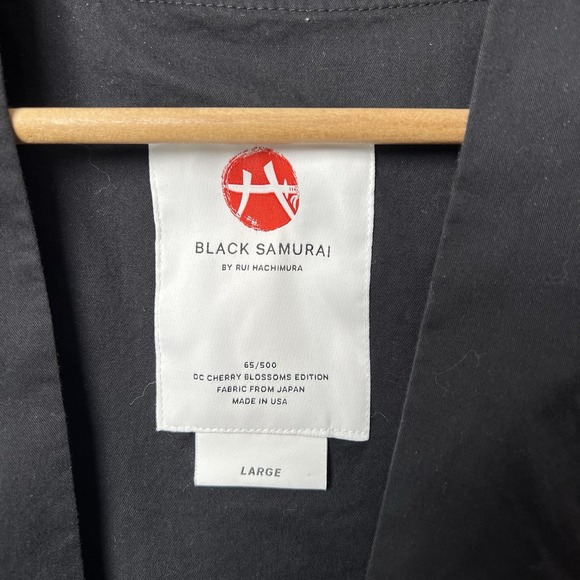 BLACK SAMURAI
BY RUI HACHIMURA
65/500
DC CHERRY BLOSSOMS EDITION
FABRIC FROM JAPAN
MADE IN USA
LARGE